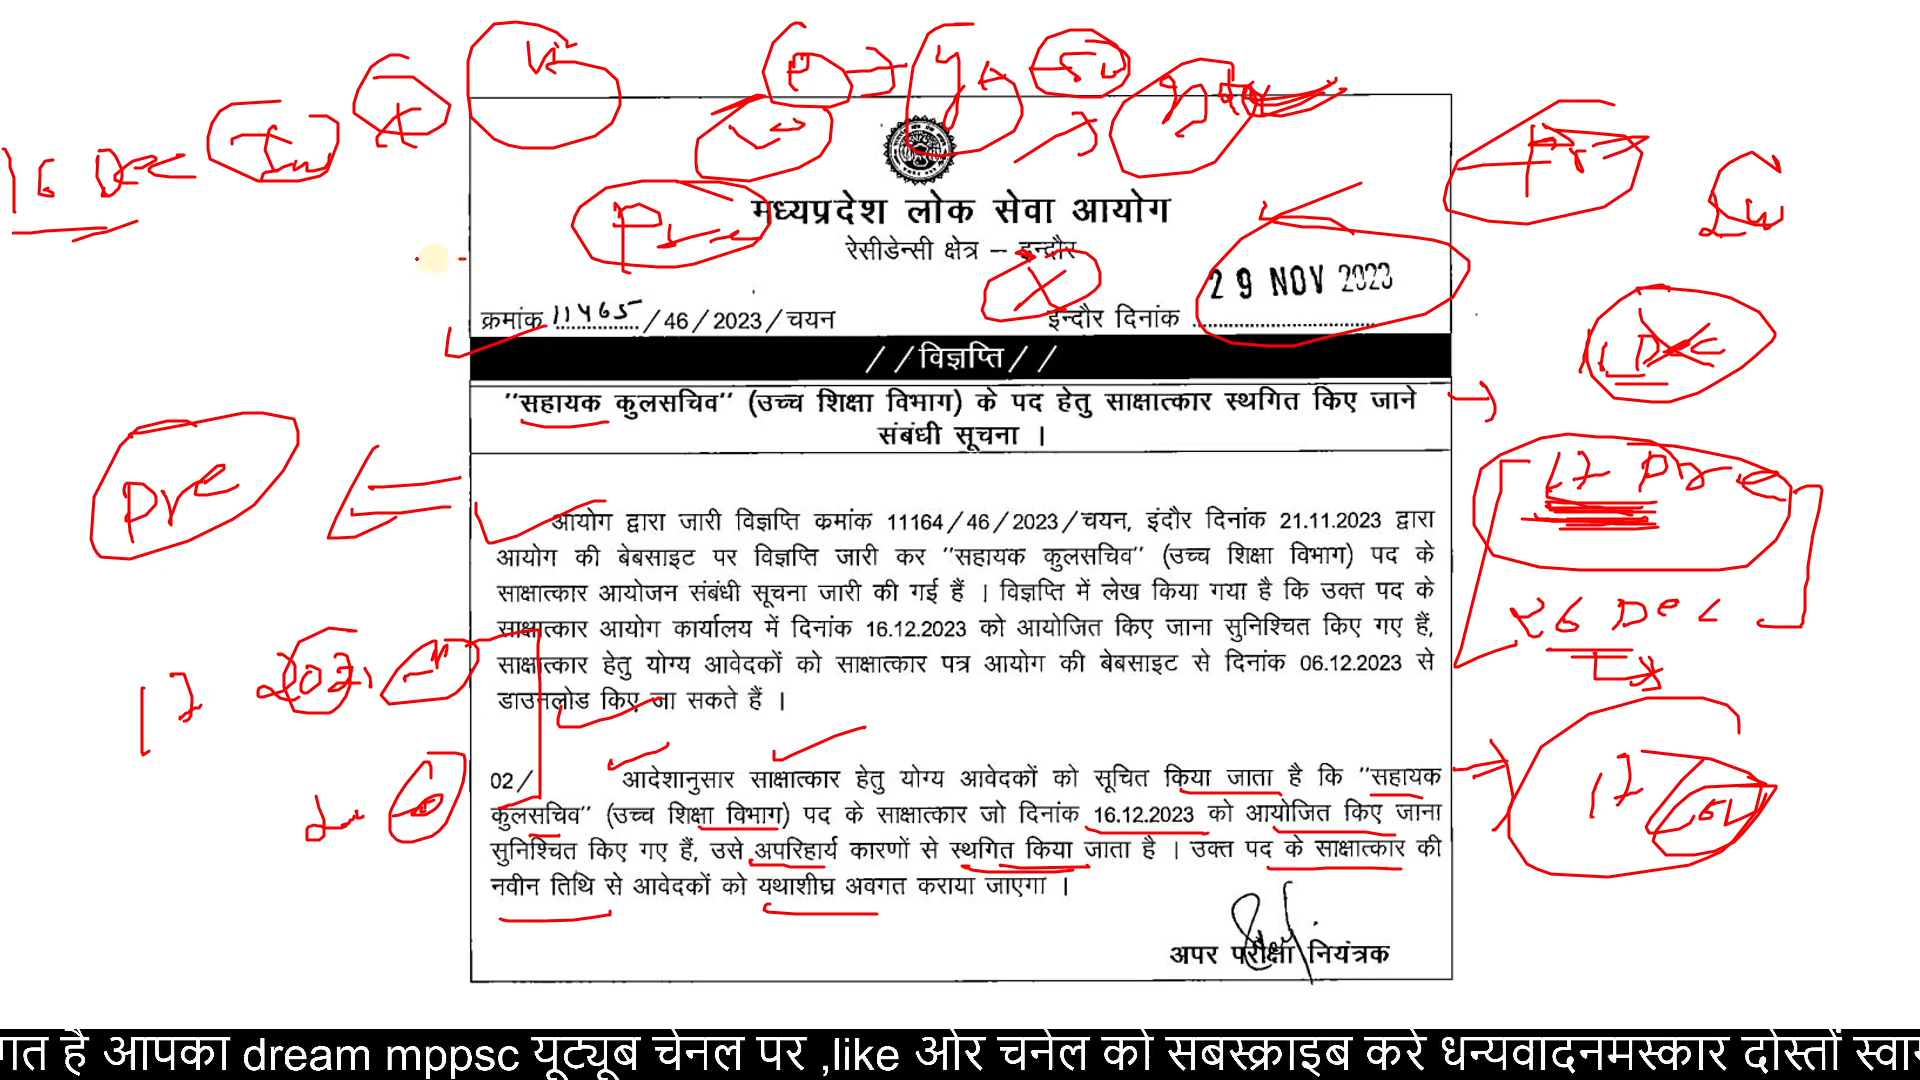 16 Dec
मध्यप्रदेश लोक सेवा आयोग
रेसीडेन्सी क्षेत्र – इन्दौर
क्रमांक 11465/46/2023/चयन
इन्दौर दिनांक 29 NOV 2023
//विज्ञप्ति//
"सहायक कुलसचिव" (उच्च शिक्षा विभाग) के पद हेतु साक्षात्कार स्थगित किए जाने
संबंधी सूचना ।
Pre
17 Pre
26 Dec
आयोग द्वारा जारी विज्ञप्ति क्रमांक 11164/46/2023/चयन, इंदौर दिनांक 21.11.2023 द्वारा
आयोग की बेबसाइट पर विज्ञप्ति जारी कर "सहायक कुलसचिव" (उच्च शिक्षा विभाग) पद के
साक्षात्कार आयोजन संबंधी सूचना जारी की गई हैं । विज्ञप्ति में लेख किया गया है कि उक्त पद के
साक्षात्कार आयोग कार्यालय में दिनांक 16.12.2023 को आयोजित किए जाना सुनिश्चित किए गए हैं,
साक्षात्कार हेतु योग्य आवेदकों को साक्षात्कार पत्र आयोग की बेबसाइट से दिनांक 06.12.2023 से
डाउनलोड किए जा सकते हैं ।
17
17
02/ आदेशानुसार साक्षात्कार हेतु योग्य आवेदकों को सूचित किया जाता है कि "सहायक
कुलसचिव" (उच्च शिक्षा विभाग) पद के साक्षात्कार जो दिनांक 16.12.2023 को आयोजित किए जाना
सुनिश्चित किए गए हैं, उसे अपरिहार्य कारणों से स्थगित किया जाता है । उक्त पद के साक्षात्कार की
नवीन तिथि से आवेदकों को यथाशीघ्र अवगत कराया जाएगा ।
अपर परीक्षा नियंत्रक
गत है आपका dream mppsc यूट्यूब चेनल पर ,like ओर चनेल को सबस्क्राइब करे धन्यवादनमस्कार दोस्तों स्वा